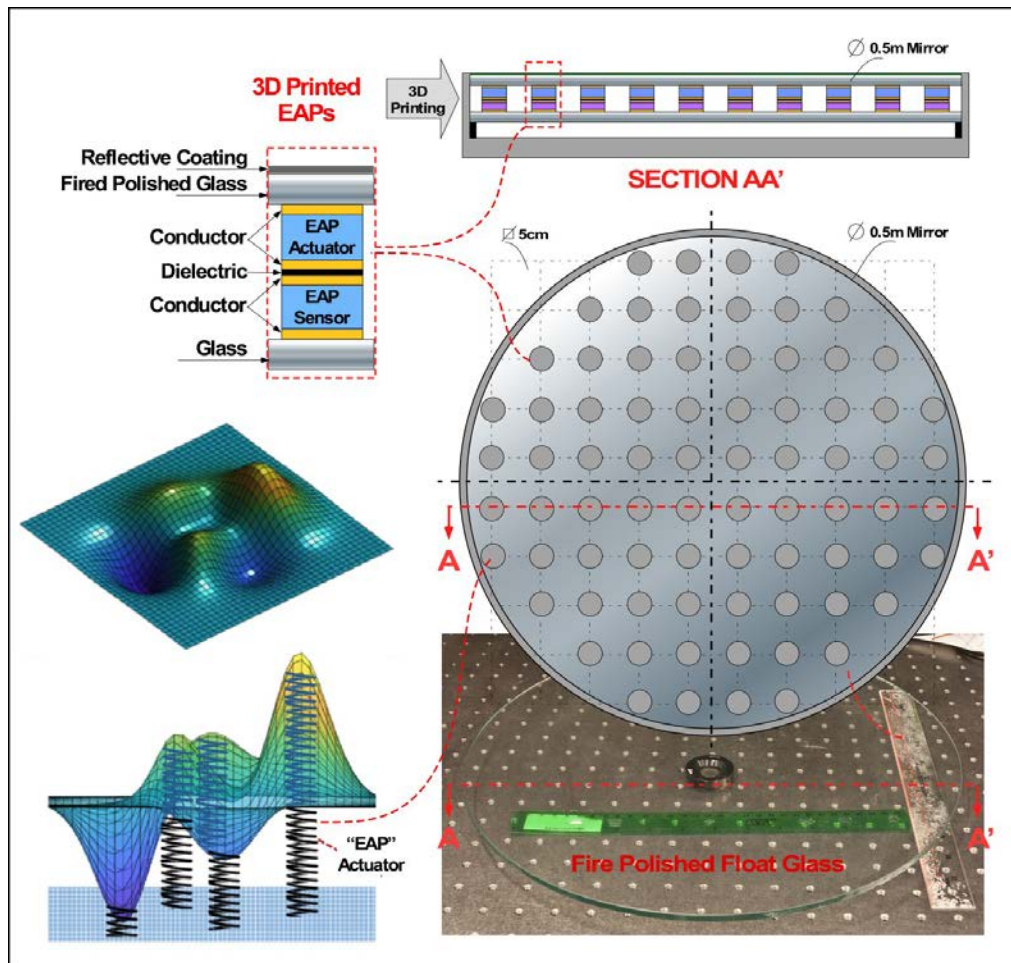 3D Printed
EAPs
3D
Printing
∅ 0.5m Mirror
Reflective Coating
Fired Polished Glass
Conductor
Dielectric
Conductor
Glass
EAP
Actuator
EAP
Sensor
SECTION AA’
□ 5cm
∅ 0.5m Mirror
A
A’
“EAP”
Actuator
A
A’
Fire Polished Float Glass